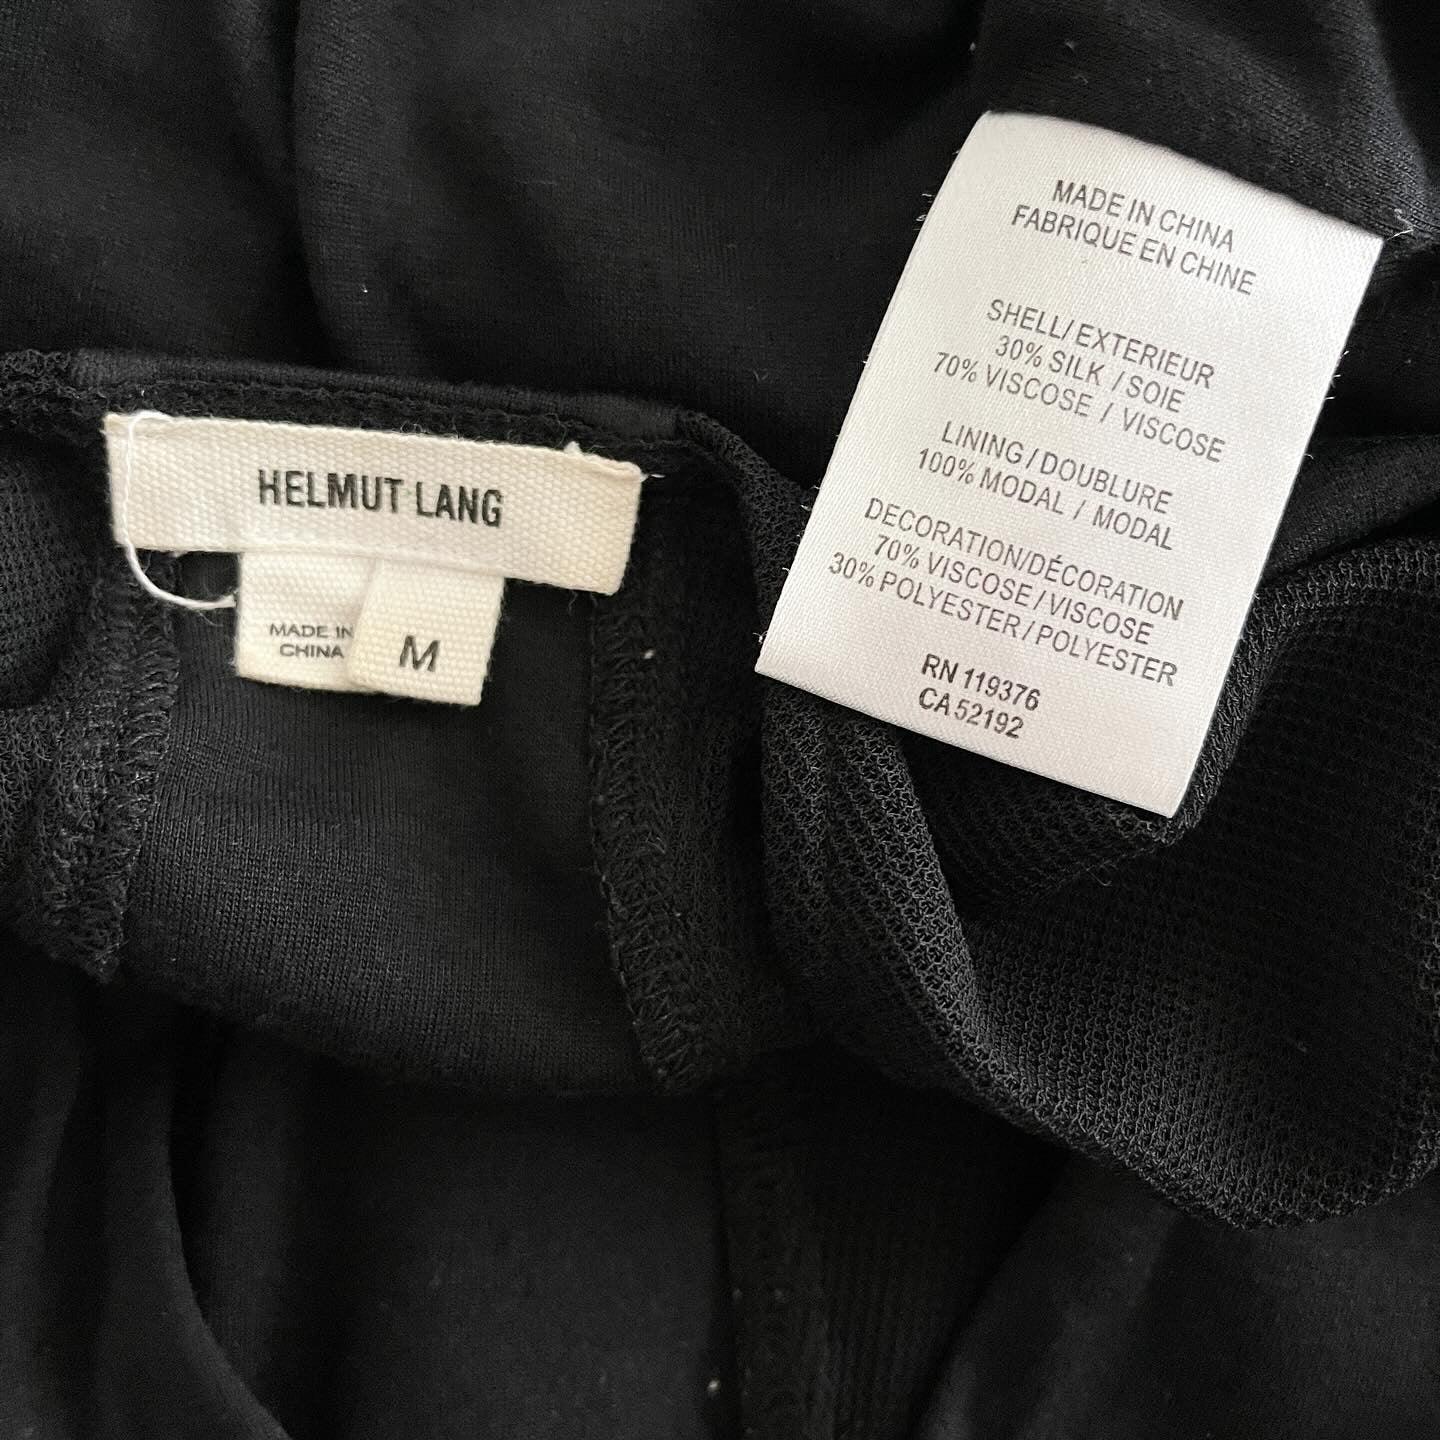 HELMUT LANG
MADE IN
CHINA
M
MADE IN CHINA
FABRIQUE EN CHINE
SHELL/EXTERIEUR
30% SILK / SOIE
70% VISCOSE / VISCOSE
LINING/DOUBLURE
100% MODAL / MODAL
DECORATION/DÉCORATION
70% VISCOSE/VISCOSE
30% POLYESTER/POLYESTER
RN 119376
CA 52192